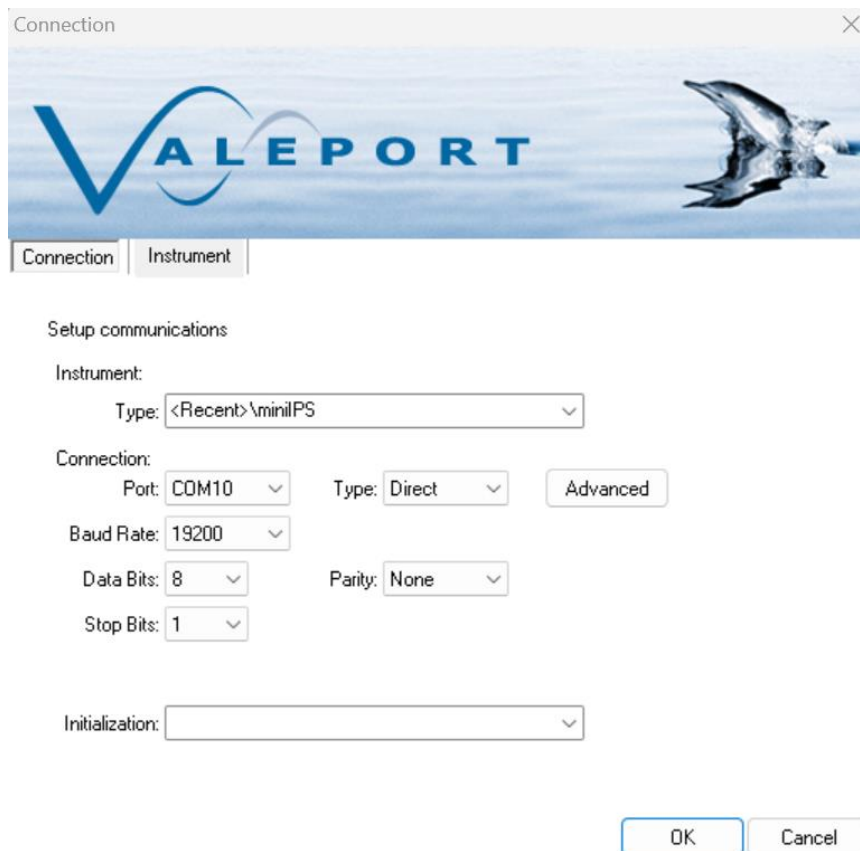 Connection
VALEPORT
Connection Instrument
Setup communications
Instrument:
Type: <Recent>\miniIPS
Connection:
Port: COM10 Type: Direct Advanced
Baud Rate: 19200
Data Bits: 8 Parity: None
Stop Bits: 1
Initialization:
OK Cancel